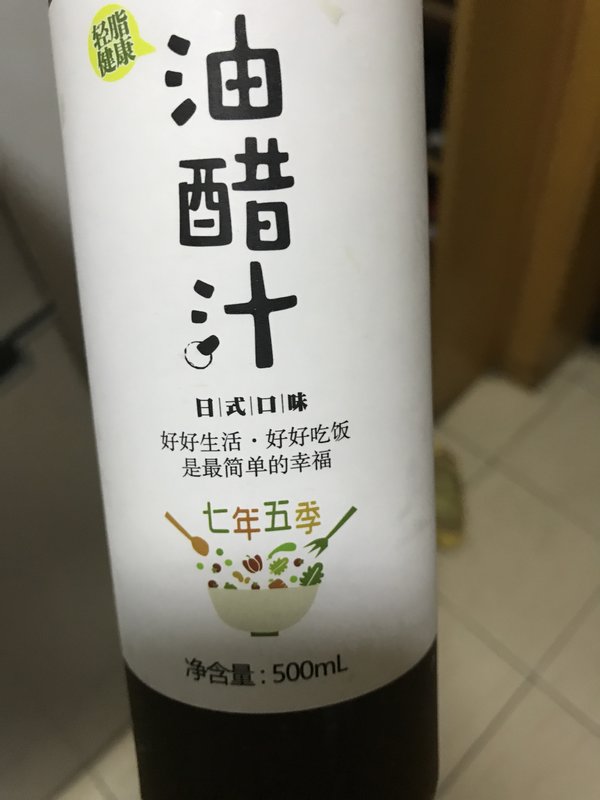 轻脂
健康
油
醋
汁
日|式|口|味
好好生活·好好吃饭
是最简单的幸福
七年五季
净含量:500mL